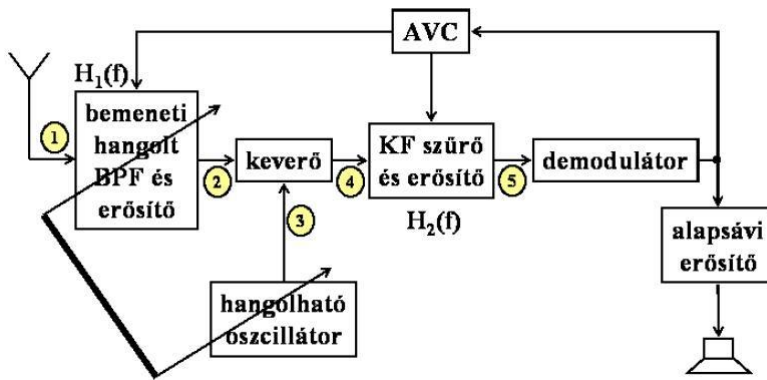 AVC
H₁(f)
bemeneti
hangolt
BPF és
erősítő
1
2
keverő
3
4
KF szűrő
és erősítő
H₂(f)
5
demodulátor
alapsávi
erősítő
hangolható
oszcillátor